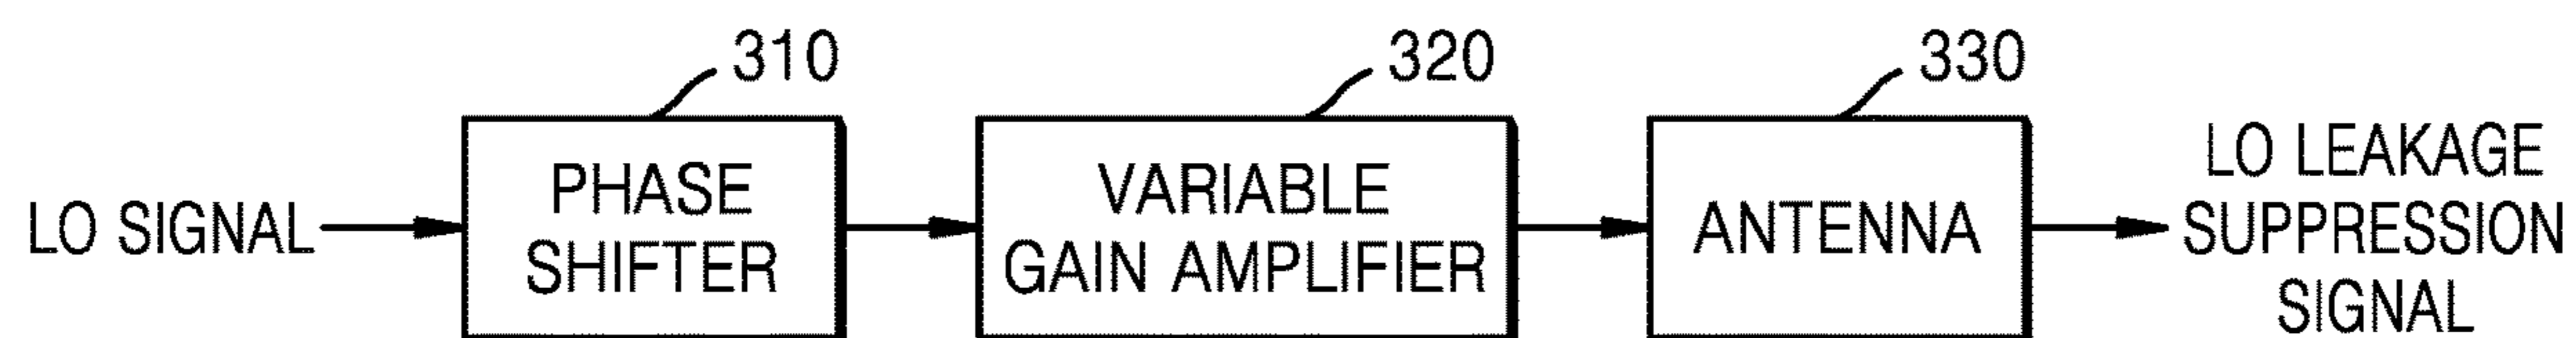 310
320
330
LO SIGNAL
PHASE
SHIFTER
VARIABLE
GAIN AMPLIFIER
ANTENNA
LO LEAKAGE
SUPPRESSION
SIGNAL